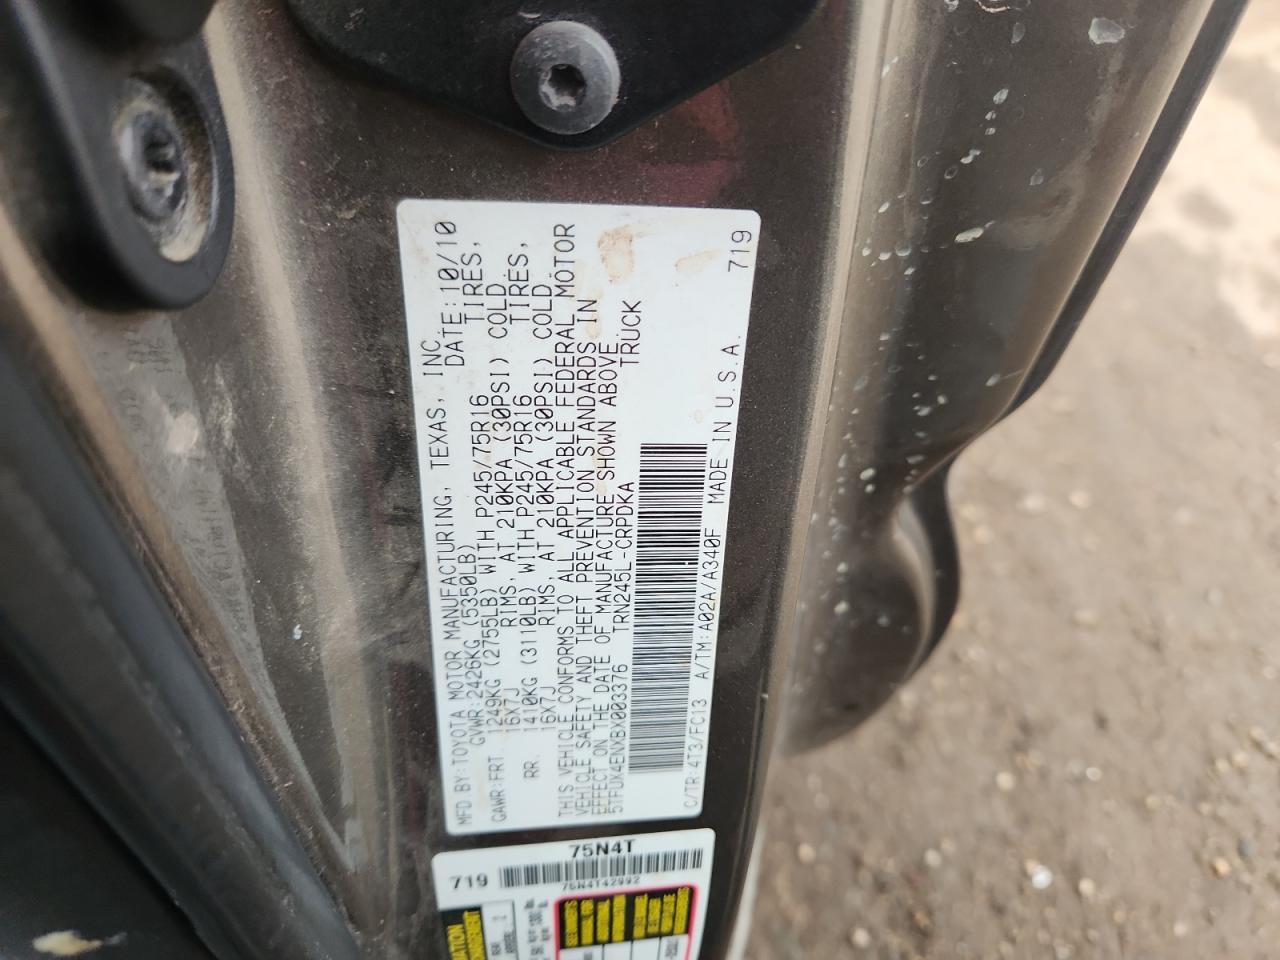 MFD BY:TOYOTA MOTOR MANUFACTURING, TEXAS, INC.
GVWR:2426KG (5350LB) DATE:10/10
GAWR:FRT 1249KG (2755LB) WITH P245/75R16 TIRES,
16X7J RIMS, AT 210KPA (30PSI) COLD.
RR. 1410KG (3110LB) WITH P245/75R16 TIRES,
16X7J RIMS, AT 210KPA (30PSI) COLD.
THIS VEHICLE CONFORMS TO ALL APPLICABLE FEDERAL MOTOR
VEHICLE SAFETY AND THEFT PREVENTION STANDARDS IN
EFFECT ON THE DATE OF MANUFACTURE SHOWN ABOVE.
5TFUX4ENXBX003376 TRN245L-CRPDKA TRUCK
C/TR:4T3/FC13 A/TM:A02A/A340F MADE IN U.S.A. 719
75N4T
719
75N4T42992